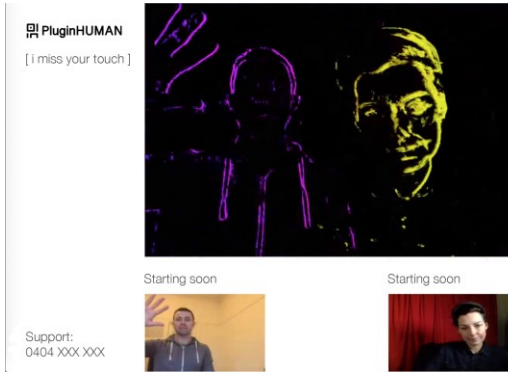 PluginHUMAN
[ i miss your touch ]
Starting soon
Starting soon
Support:
0404 XXX XXX